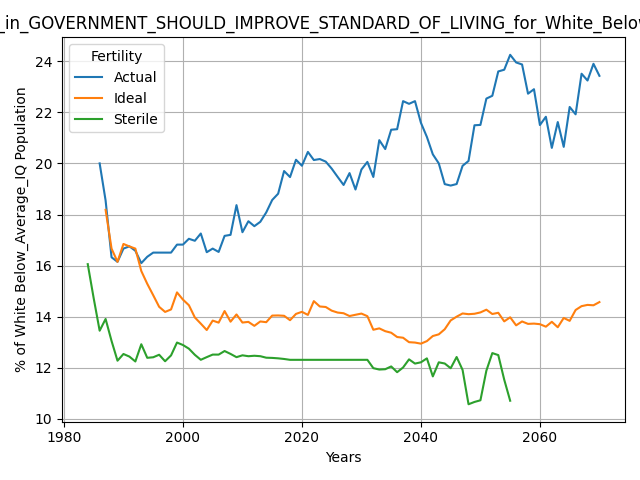 _in_GOVERNMENT_SHOULD_IMPROVE_STANDARD_OF_LIVING_for_White_Below
Fertility
Actual
Ideal
Sterile
% of White Below_Average_IQ Population
24
22
20
18
16
14
12
10
1980
2000
2020
2040
2060
Years